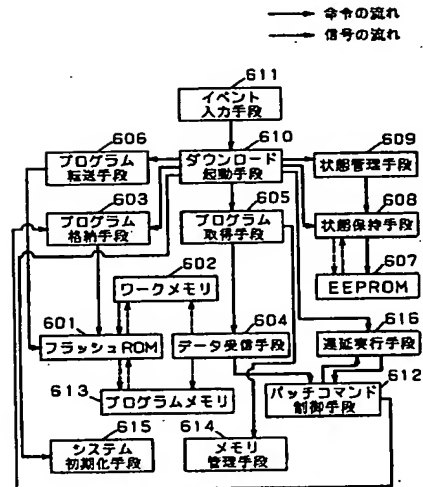 命令の流れ
信号の流れ
611
イベント
入力手段
606
プログラム
転送手段
610
ダウンロード
起動手段
609
状態管理手段
603
プログラム
格納手段
605
プログラム
取得手段
608
状態保持手段
602
ワークメモリ
607
EEPROM
601
フラッシュROM
604
データ受信手段
616
遅延実行手段
613
プログラムメモリ
612
パッチコマンド
制御手段
615
システム
初期化手段
614
メモリ
管理手段